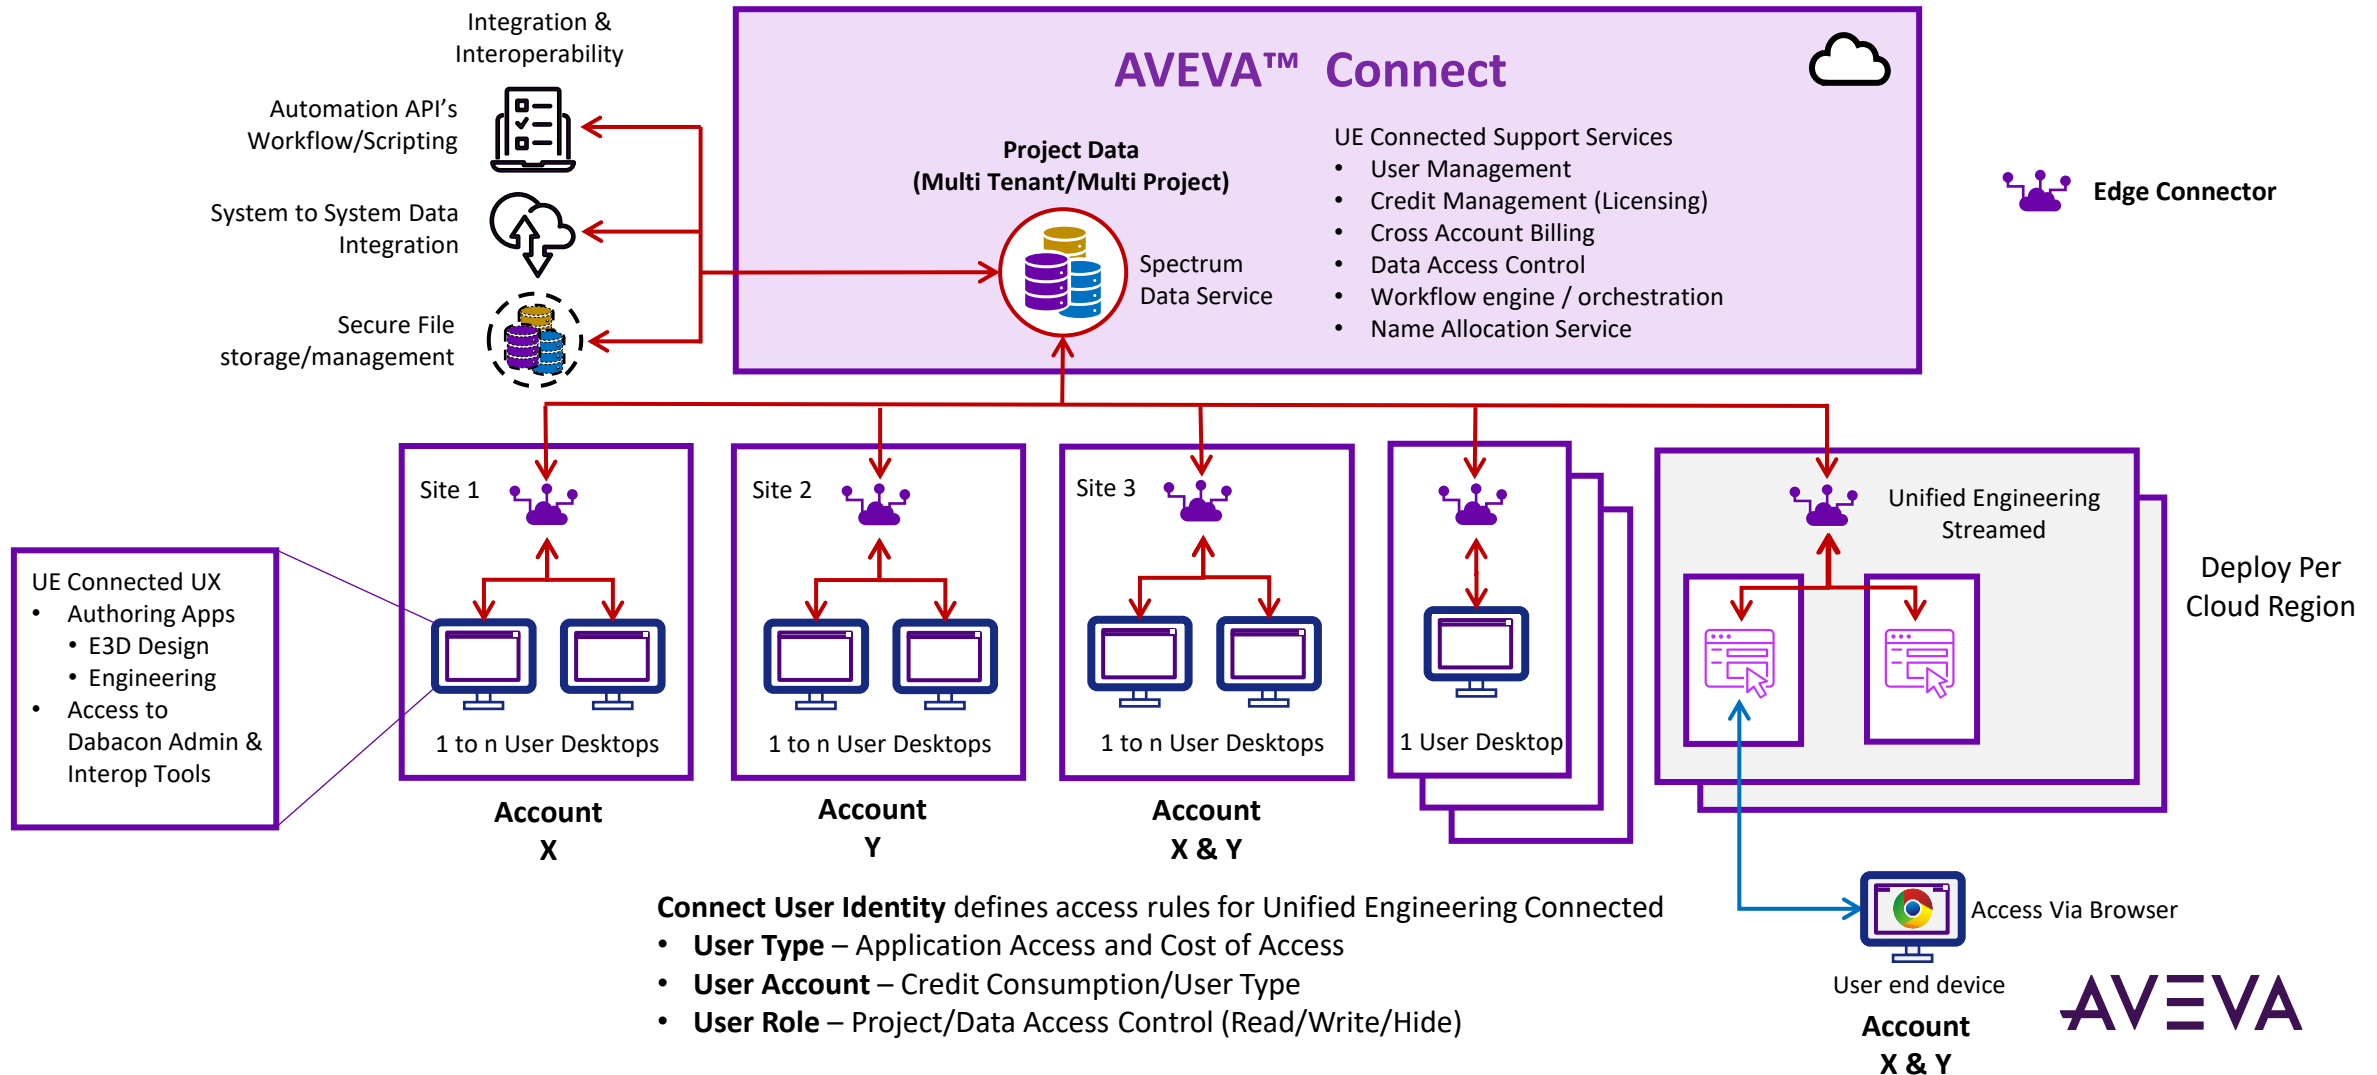 Integration &
Interoperability
Automation API's
Workflow/Scripting
System to System Data
Integration
Secure File
storage/management
AVEVA™ Connect
Project Data
(Multi Tenant/Multi Project)
Spectrum
Data Service
UE Connected Support Services
• User Management
• Credit Management (Licensing)
• Cross Account Billing
• Data Access Control
• Workflow engine / orchestration
• Name Allocation Service
Edge Connector
UE Connected UX
• Authoring Apps
• E3D Design
• Engineering
• Access to
Dabacon Admin &
Interop Tools
Site 1
1 to n User Desktops
Account
X
Site 2
1 to n User Desktops
Account
Y
Site 3
1 to n User Desktops
Account
X & Y
1 User Desktop
Unified Engineering
Streamed
Deploy Per
Cloud Region
Connect User Identity defines access rules for Unified Engineering Connected
• User Type – Application Access and Cost of Access
• User Account – Credit Consumption/User Type
• User Role – Project/Data Access Control (Read/Write/Hide)
Access Via Browser
User end device
Account
X & Y
AVEVA